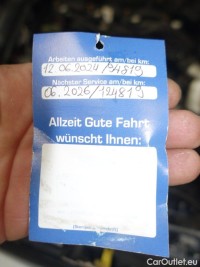 Arbeiten ausgeführt am/bei km:
12.06.2024/94819
Nächster Service am/bei km:
06.2026/124819
Allzeit Gute Fahrt
wünscht Ihnen:
CarOutlet.eu